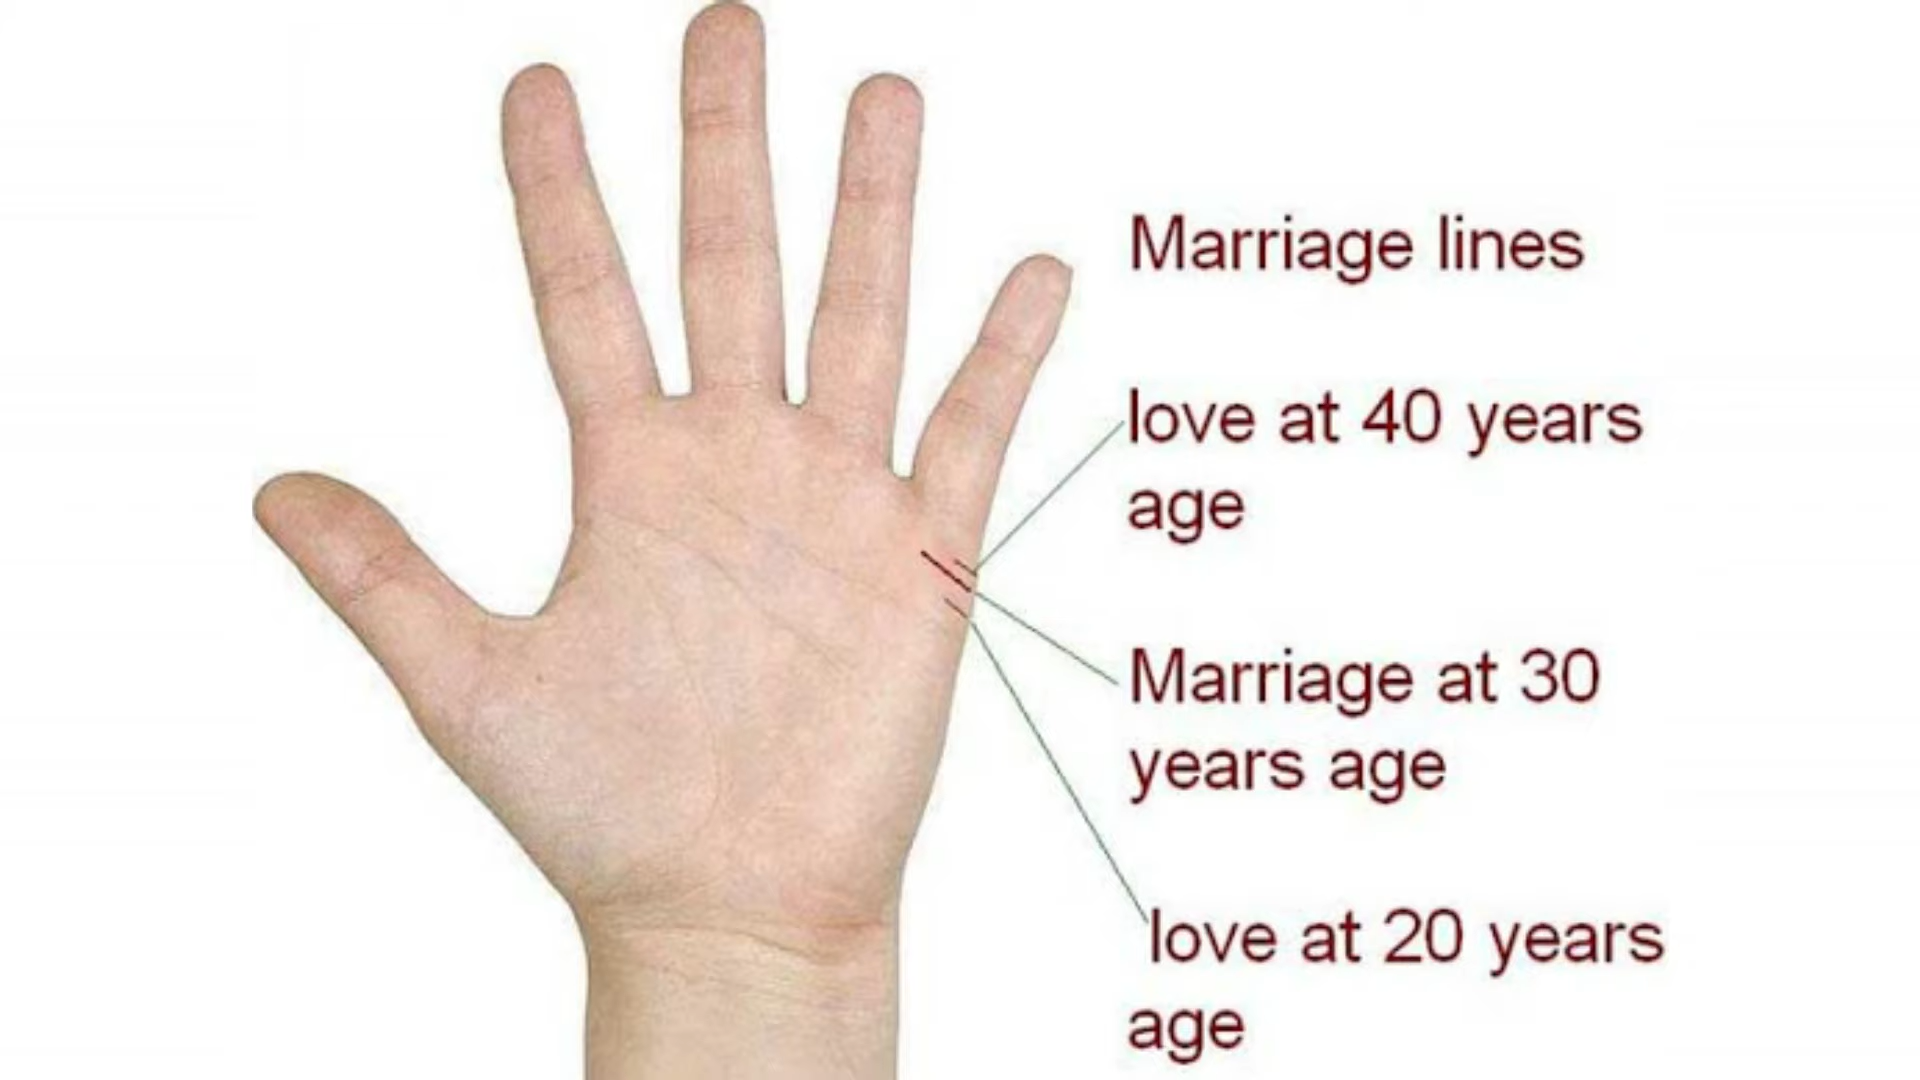 Marriage lines
love at 40 years
age
Marriage at 30
years age
love at 20 years
age